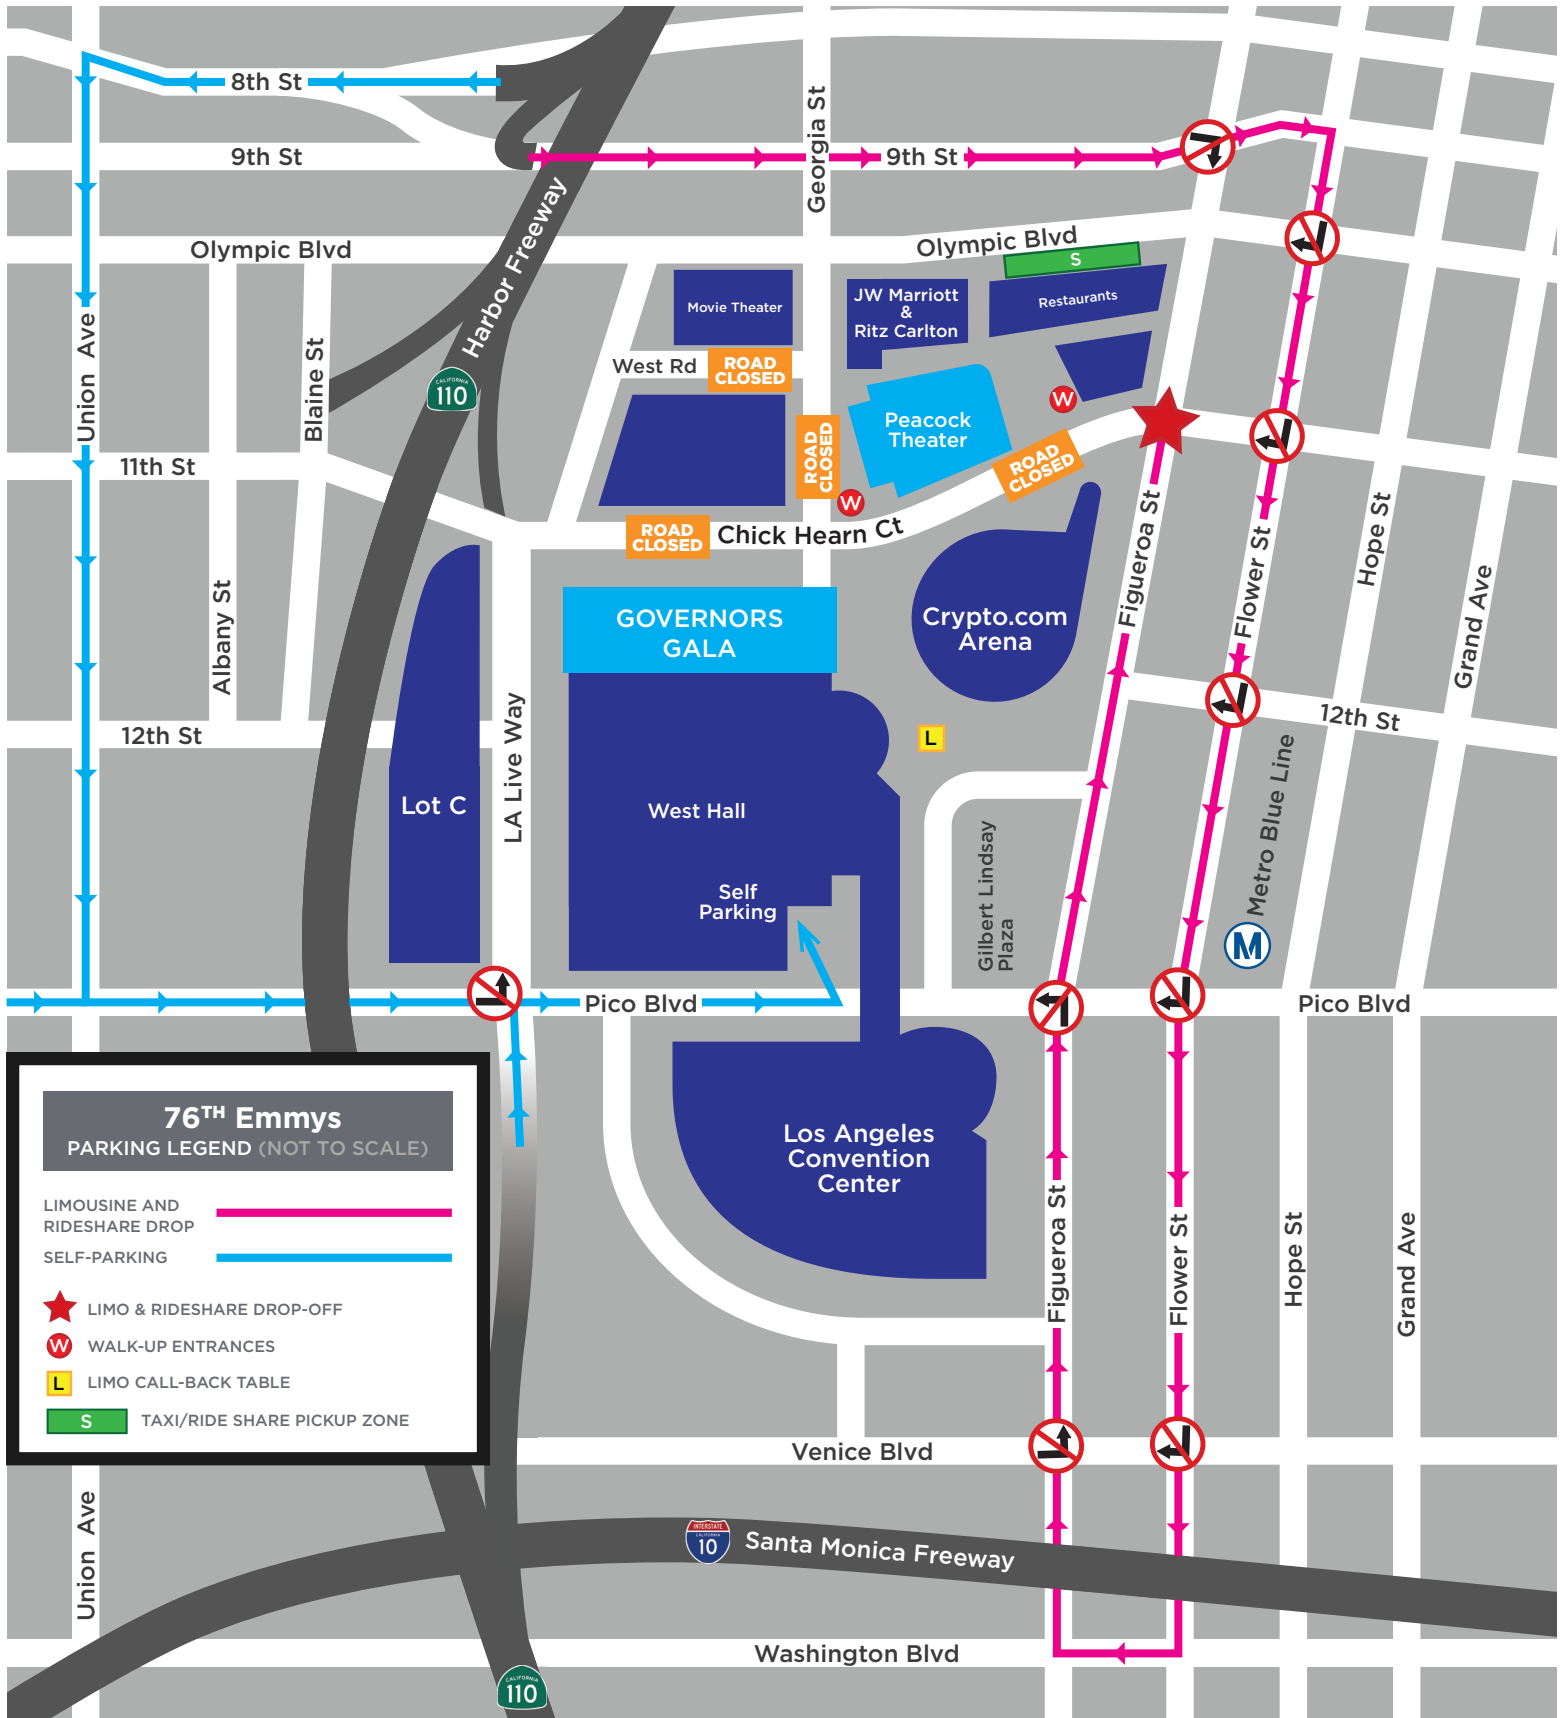 8th St
9th St
9th St
Georgia St
Olympic Blvd
Olympic Blvd
S
Harbor Freeway
Movie Theater
JW Marriott
&
Ritz Carlton
Restaurants
West Rd
ROAD
CLOSED
CALIFORNIA
110
Union Ave
Blaine St
W
Peacock
Theater
ROAD
CLOSED
ROAD
CLOSED
11th St
W
ROAD
CLOSED
Chick Hearn Ct
Figueroa St
Flower St
Hope St
Grand Ave
Albany St
GOVERNORS
GALA
Crypto.com
Arena
12th St
12th St
L
LA Live Way
Lot C
West Hall
Self
Parking
Gilbert Lindsay
Plaza
Metro Blue Line
M
Pico Blvd
Pico Blvd
76TH Emmys
PARKING LEGEND (NOT TO SCALE)
LIMOUSINE AND
RIDESHARE DROP
SELF-PARKING
LIMO & RIDESHARE DROP-OFF
W WALK-UP ENTRANCES
L LIMO CALL-BACK TABLE
S TAXI/RIDE SHARE PICKUP ZONE
Los Angeles
Convention
Center
Figueroa St
Flower St
Hope St
Grand Ave
Venice Blvd
Union Ave
INTERSTATE
CALIFORNIA
10
Santa Monica Freeway
Washington Blvd
CALIFORNIA
110